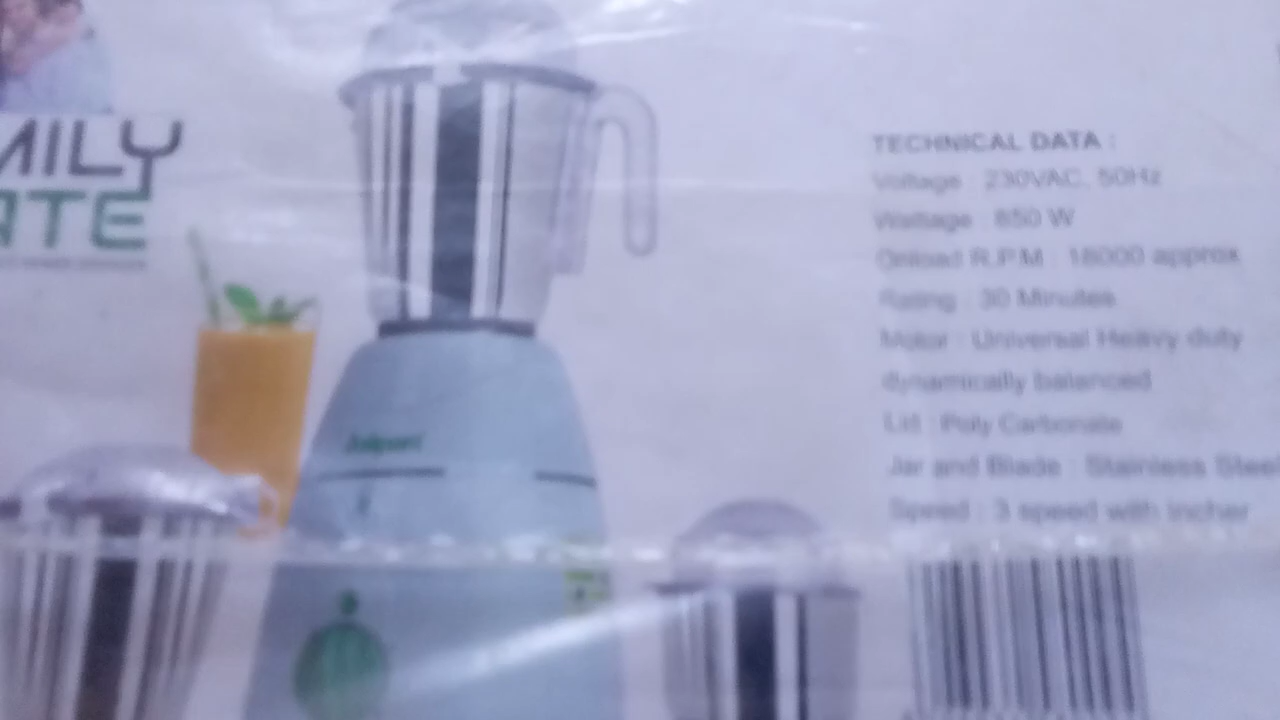 MILY
ATE
TECHNICAL DATA :
Voltage : 230VAC, 50Hz
Wattage : 650 W
Onload R.P.M : 18000 approx
Rating : 30 Minutes
Motor : Universal Heavy duty
dynamically balanced
Lid : Poly Carbonate
Jar and Blade : Stainless Steel
Speed : 3 speed with incher